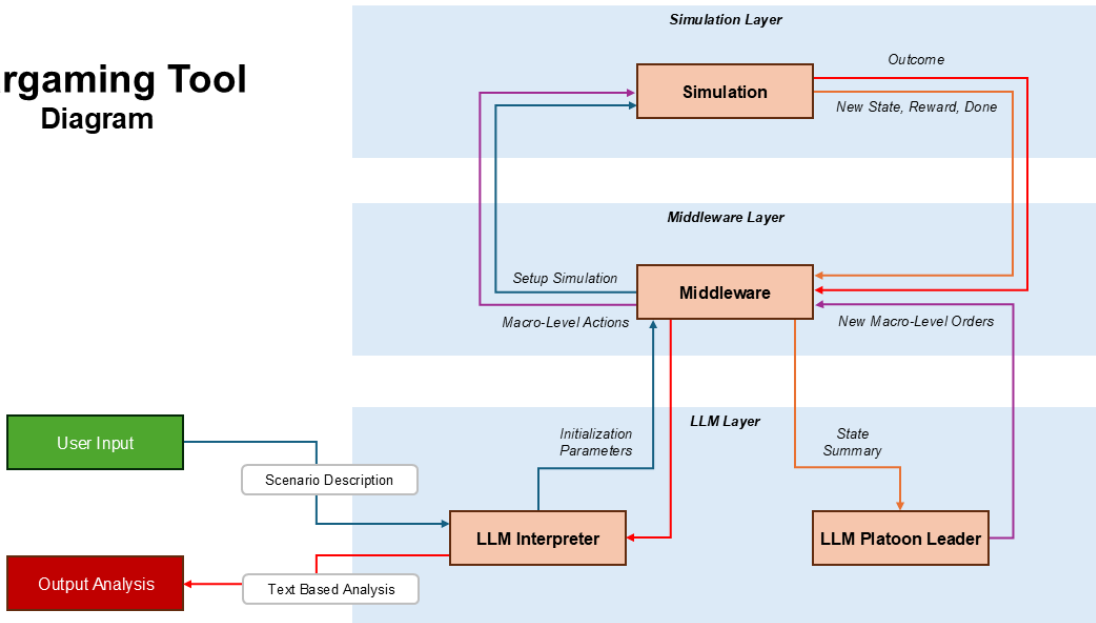 rgaming Tool
Diagram
Simulation Layer
Simulation
Outcome
New State, Reward, Done
Middleware Layer
Setup Simulation
Middleware
Macro-Level Actions
New Macro-Level Orders
LLM Layer
User Input
Initialization
Parameters
State
Summary
Scenario Description
LLM Interpreter
LLM Platoon Leader
Output Analysis
Text Based Analysis